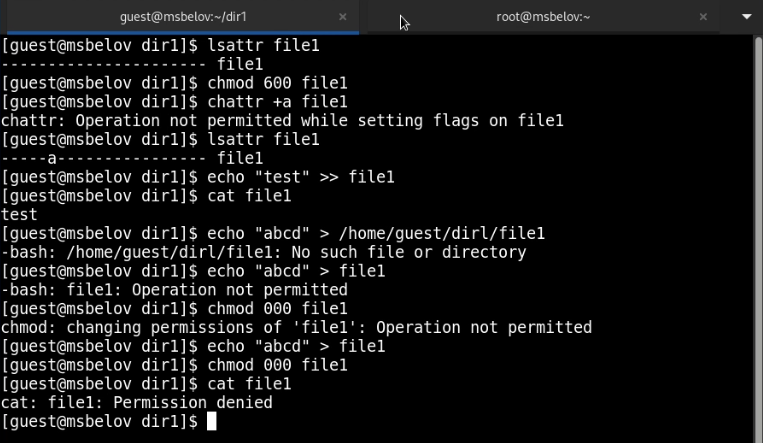 guest@msbelov:~/dir1 × root@msbelov:~ ×
[guest@msbelov dir1]$ lsattr file1
---------------------- file1
[guest@msbelov dir1]$ chmod 600 file1
[guest@msbelov dir1]$ chattr +a file1
chattr: Operation not permitted while setting flags on file1
[guest@msbelov dir1]$ lsattr file1
-----a---------------- file1
[guest@msbelov dir1]$ echo "test" >> file1
[guest@msbelov dir1]$ cat file1
test
[guest@msbelov dir1]$ echo "abcd" > /home/guest/dirl/file1
-bash: /home/guest/dirl/file1: No such file or directory
[guest@msbelov dir1]$ echo "abcd" > file1
-bash: file1: Operation not permitted
[guest@msbelov dir1]$ chmod 000 file1
chmod: changing permissions of 'file1': Operation not permitted
[guest@msbelov dir1]$ echo "abcd" > file1
[guest@msbelov dir1]$ chmod 000 file1
[guest@msbelov dir1]$ cat file1
cat: file1: Permission denied
[guest@msbelov dir1]$